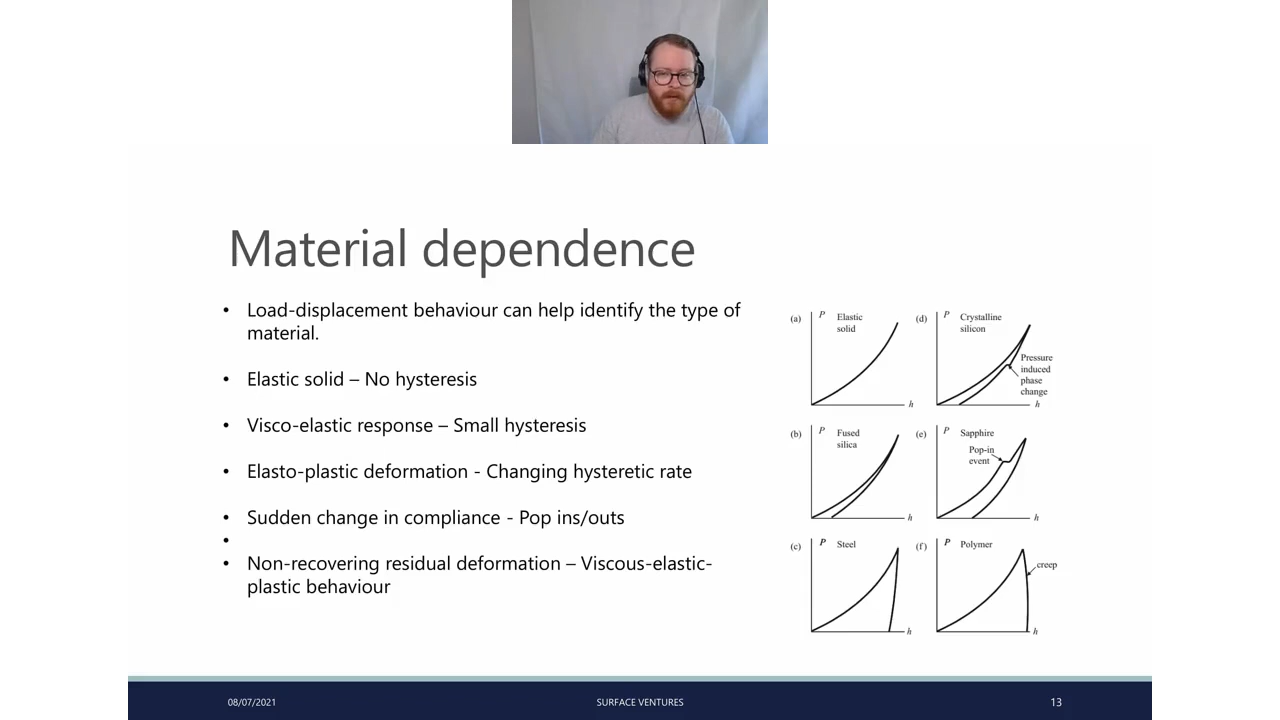 Material dependence
• Load-displacement behaviour can help identify the type of
material.
• Elastic solid – No hysteresis
• Visco-elastic response – Small hysteresis
• Elasto-plastic deformation - Changing hysteretic rate
• Sudden change in compliance - Pop ins/outs
•
• Non-recovering residual deformation – Viscous-elastic-
plastic behaviour
(a) P Elastic
solid
h
(d) P Crystalline
silicon
Pressure
induced
phase
change
h
(b) P Fused
silica
h
(e) P Sapphire
Pop-in
event
h
(c) P Steel
h
(f) P Polymer
creep
h
08/07/2021
SURFACE VENTURES
13